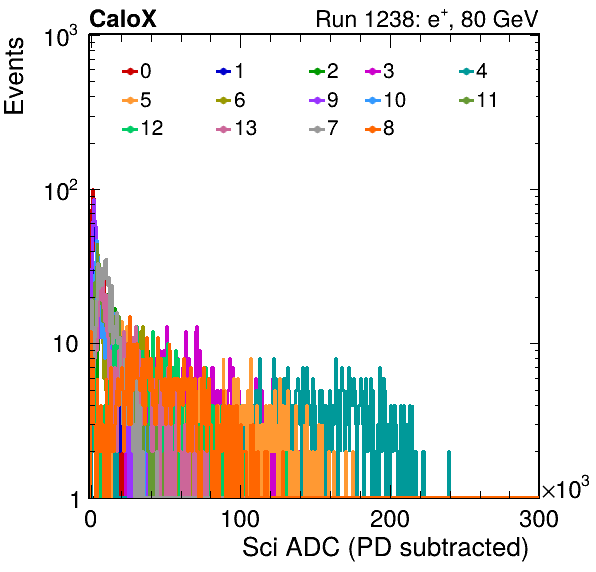 CaloX Run 1238: e⁺, 80 GeV
Events
10³
0 1 2 3 4
5 6 9 10 11
12 13 7 8
10²
10
1
×10³
0 100 200 300
Sci ADC (PD subtracted)